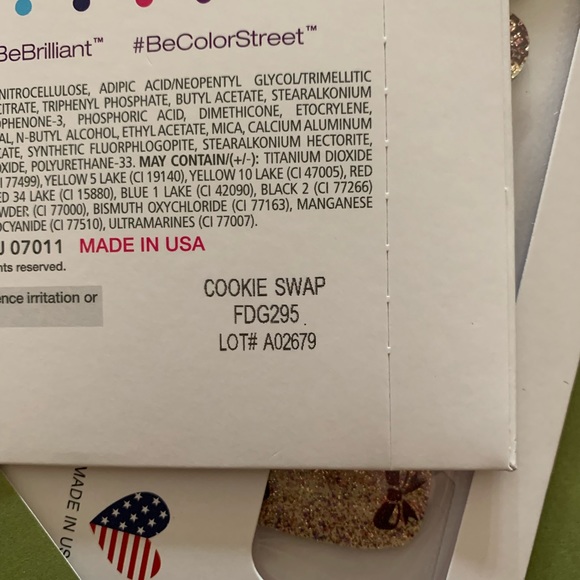 BeBrilliant™ #BeColorStreet™
NITROCELLULOSE, ADIPIC ACID/NEOPENTYL GLYCOL/TRIMELLITIC
CITRATE, TRIPHENYL PHOSPHATE, BUTYL ACETATE, STEARALKONIUM
OPHENONE-3, PHOSPHORIC ACID, DIMETHICONE, ETOCRYLENE,
AL, N-BUTYL ALCOHOL, ETHYL ACETATE, MICA, CALCIUM ALUMINUM
CATE, SYNTHETIC FLUORPHLOGOPITE, STEARALKONIUM HECTORITE,
OXIDE, POLYURETHANE-33. MAY CONTAIN/(+/-): TITANIUM DIOXIDE
I 77499), YELLOW 5 LAKE (CI 19140), YELLOW 10 LAKE (CI 47005), RED
ED 34 LAKE (CI 15880), BLUE 1 LAKE (CI 42090), BLACK 2 (CI 77266)
WDER (CI 77000), BISMUTH OXYCHLORIDE (CI 77163), MANGANESE
OCYANIDE (CI 77510), ULTRAMARINES (CI 77007).
J 07011 MADE IN USA
hts reserved.
ence irritation or
COOKIE SWAP
FDG295
LOT# A02679
MADE IN US